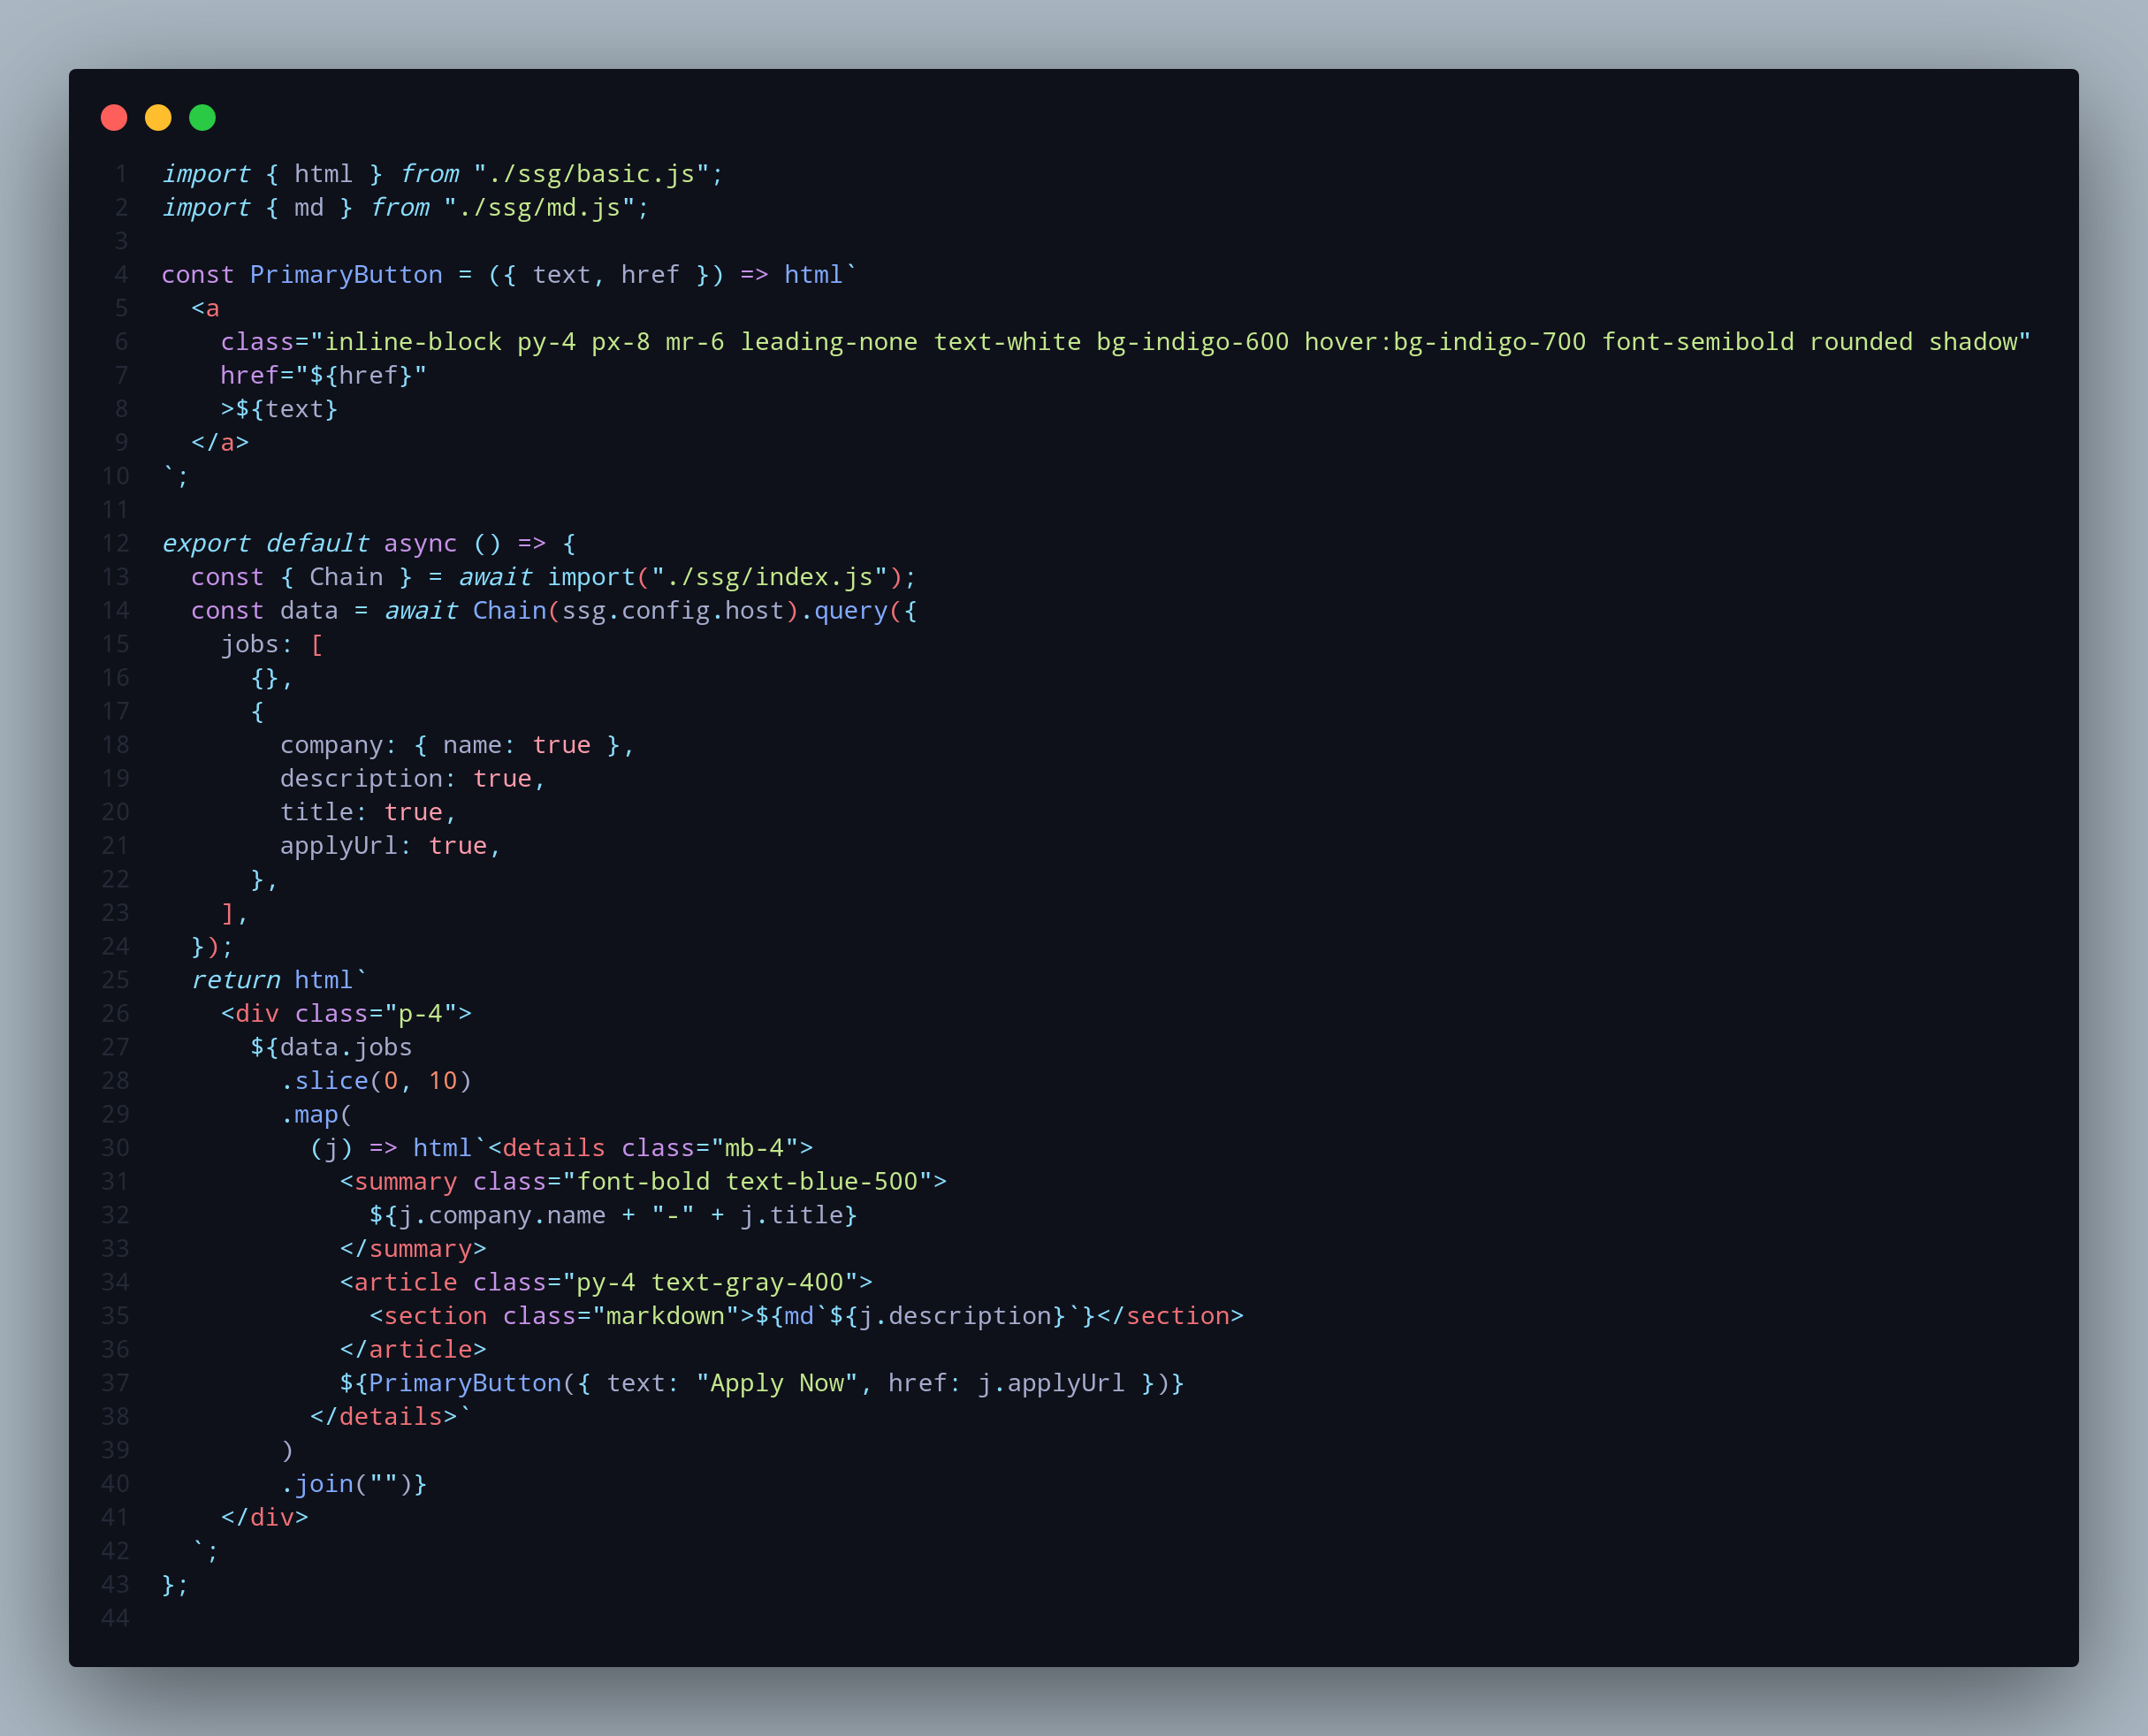 1 import { html } from "./ssg/basic.js";
2 import { md } from "./ssg/md.js";
3
4 const PrimaryButton = ({ text, href }) => html`
5   <a
6     class="inline-block py-4 px-8 mr-6 leading-none text-white bg-indigo-600 hover:bg-indigo-700 font-semibold rounded shadow"
7     href="${href}"
8     >${text}
9   </a>
10 `;
11
12 export default async () => {
13   const { Chain } = await import("./ssg/index.js");
14   const data = await Chain(ssg.config.host).query({
15     jobs: [
16       {},
17       {
18         company: { name: true },
19         description: true,
20         title: true,
21         applyUrl: true,
22       },
23     ],
24   });
25   return html`
26     <div class="p-4">
27       ${data.jobs
28         .slice(0, 10)
29         .map(
30           (j) => html`<details class="mb-4">
31             <summary class="font-bold text-blue-500">
32               ${j.company.name + "-" + j.title}
33             </summary>
34             <article class="py-4 text-gray-400">
35               <section class="markdown">${md`${j.description}`}</section>
36             </article>
37             ${PrimaryButton({ text: "Apply Now", href: j.applyUrl })}
38           </details>`
39         )
40         .join("")}
41     </div>
42   `;
43 };
44